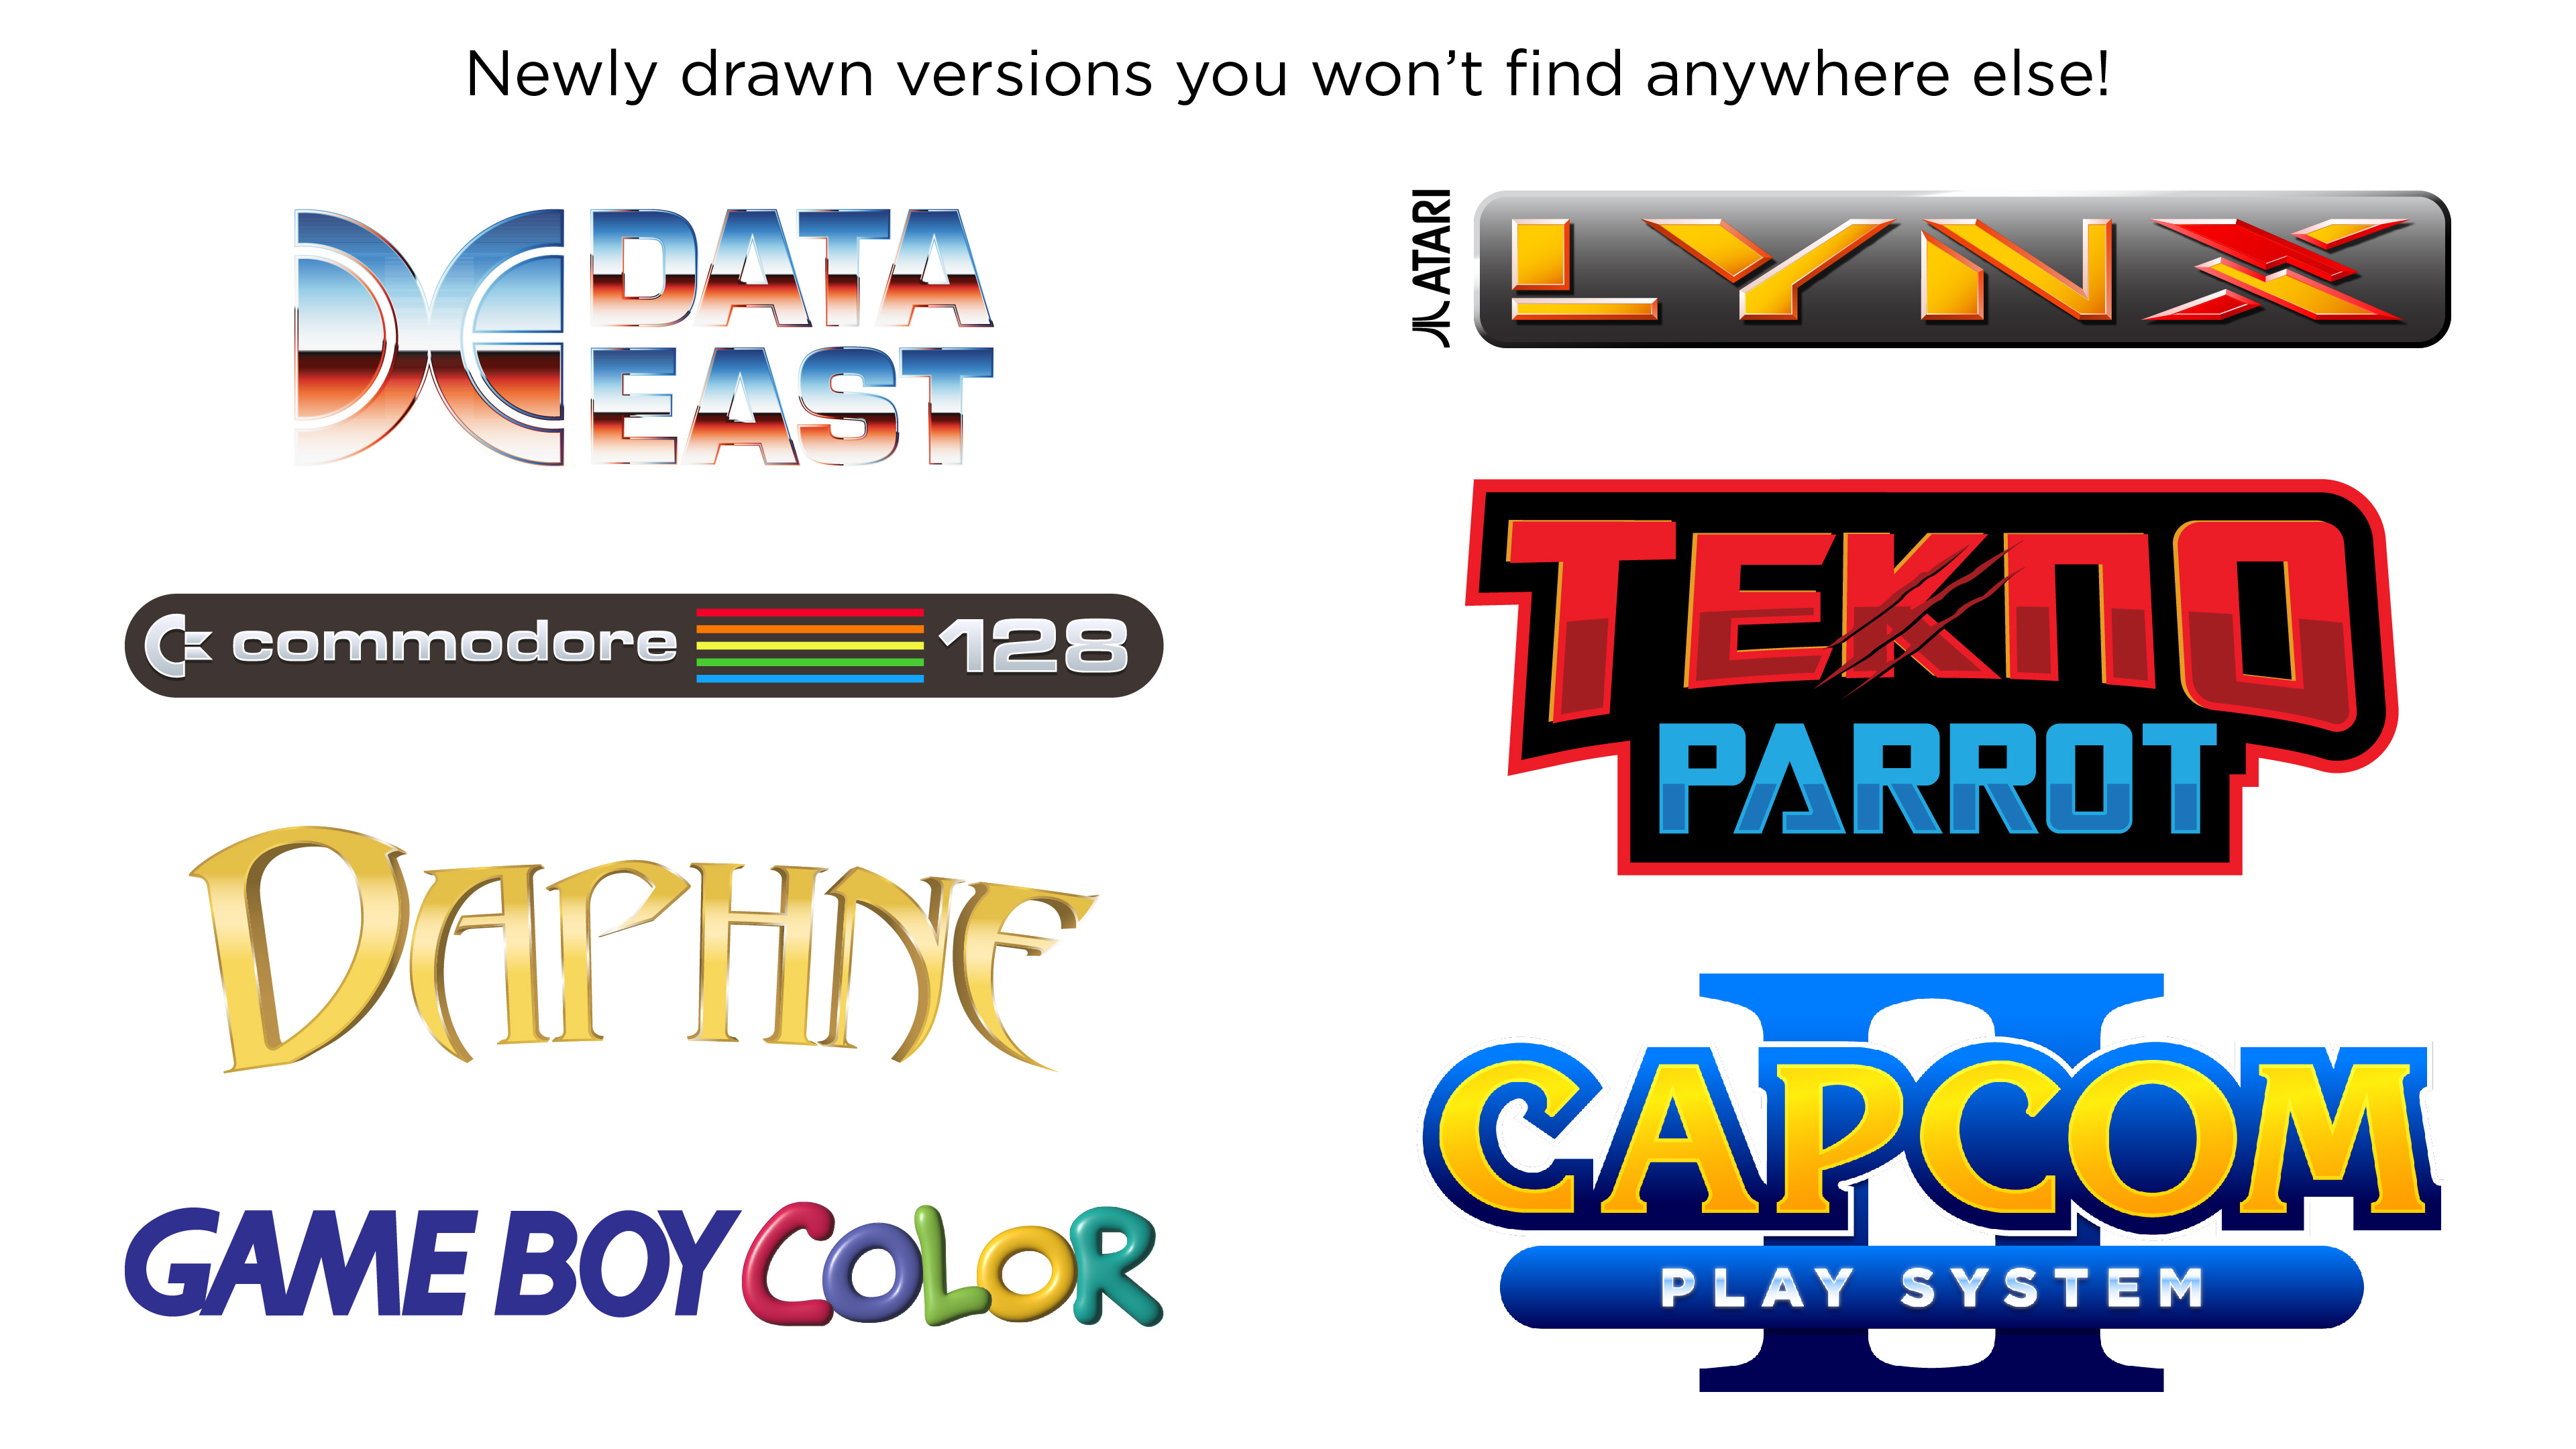 Newly drawn versions you won't find anywhere else!
DATA
EAST
commodore 128
DAPHNE
GAME BOY COLOR
ATARI
LYNX
TEKNO
PARROT
II
CAPCOM
PLAY SYSTEM